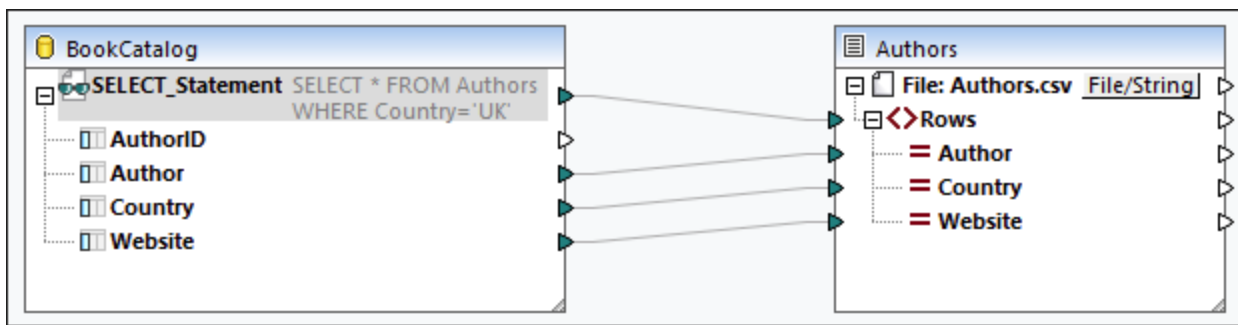 BookCatalog
SELECT_Statement SELECT * FROM Authors
WHERE Country='UK'
AuthorID
Author
Country
Website
Authors
File: Authors.csv File/String
Rows
Author
Country
Website